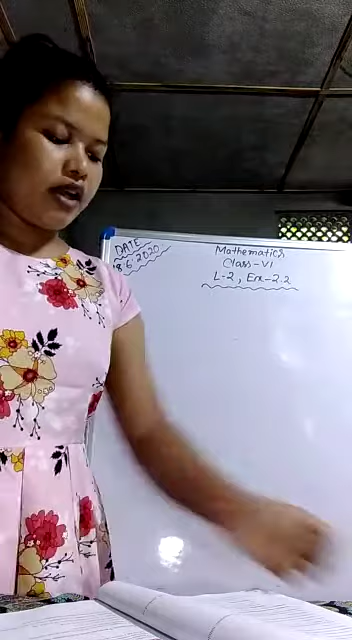 DATE
18.6.2020
Mathematics
Class-VI
L-2, Ex-2.2